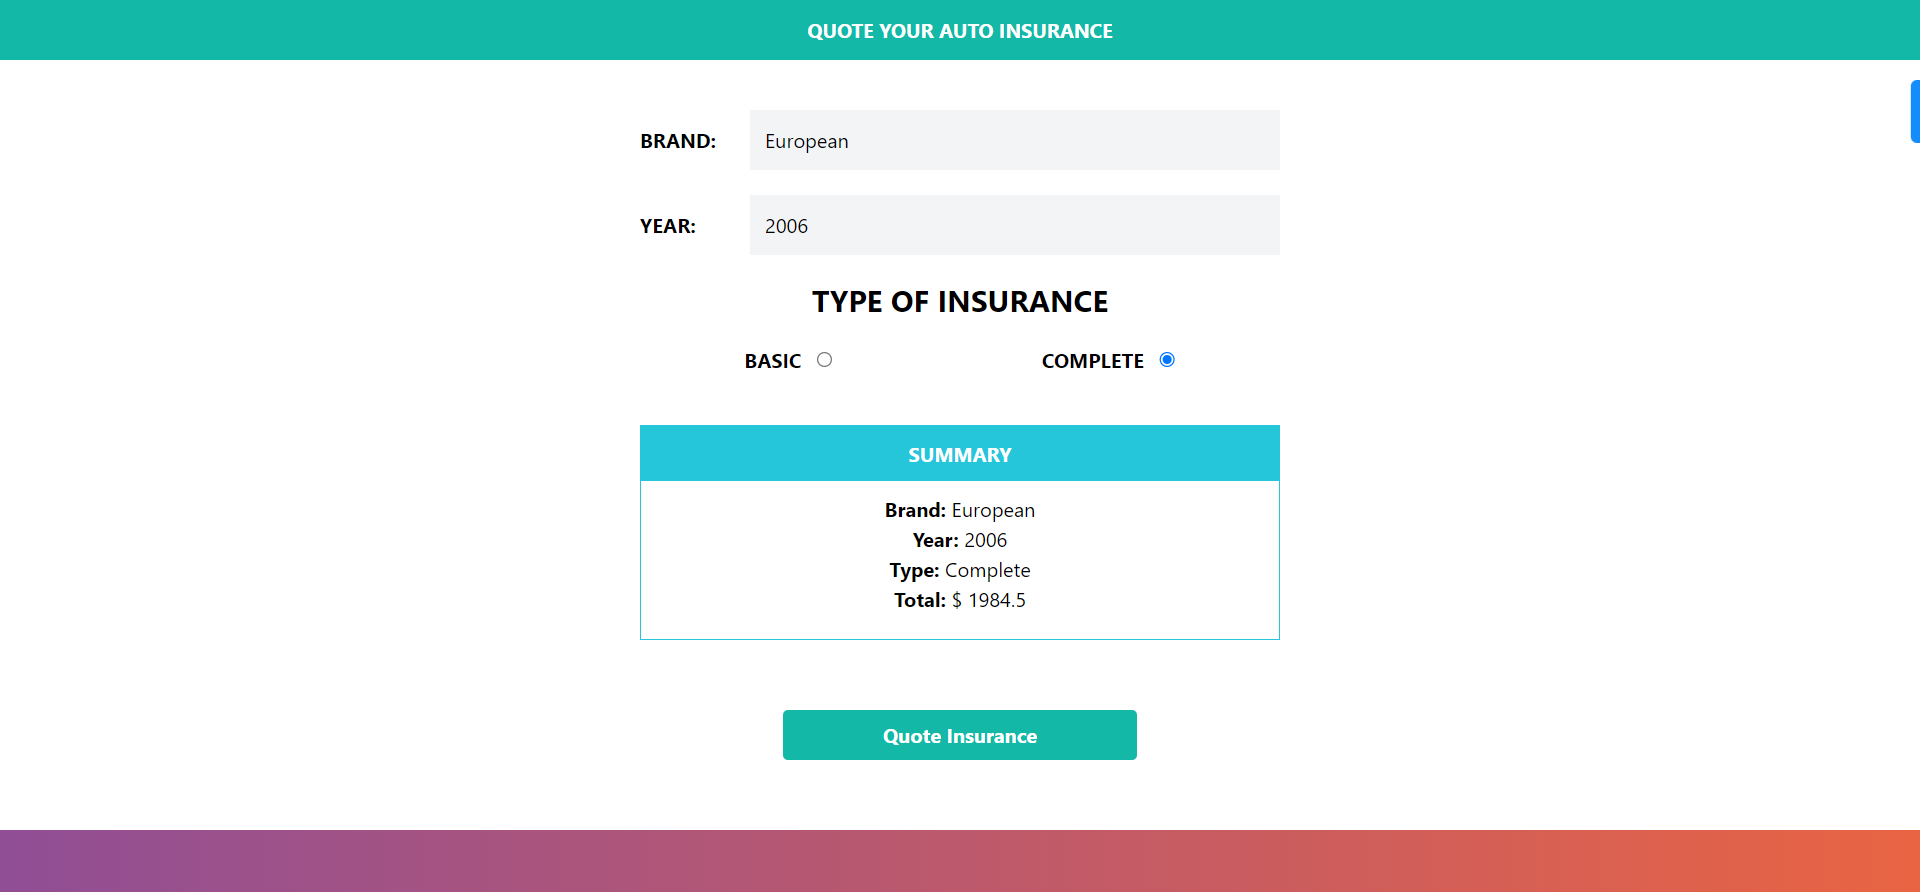 QUOTE YOUR AUTO INSURANCE
BRAND: European
YEAR: 2006
TYPE OF INSURANCE
BASIC COMPLETE
SUMMARY
Brand: European
Year: 2006
Type: Complete
Total: $ 1984.5
Quote Insurance